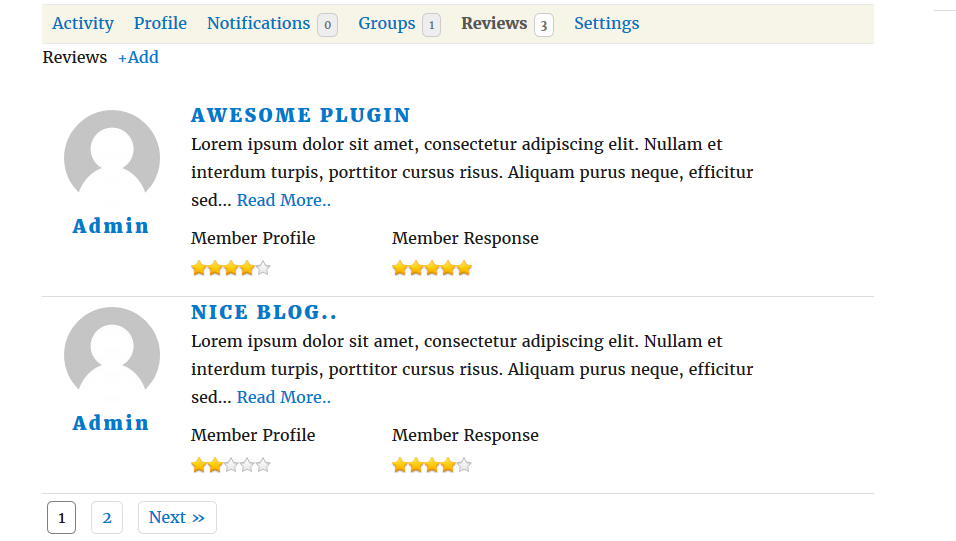 Activity Profile Notifications 0 Groups 1 Reviews 3 Settings
Reviews +Add
AWESOME PLUGIN
Lorem ipsum dolor sit amet, consectetur adipiscing elit. Nullam et
interdum turpis, porttitor cursus risus. Aliquam purus neque, efficitur
sed... Read More..
Admin
Member Profile Member Response
NICE BLOG..
Lorem ipsum dolor sit amet, consectetur adipiscing elit. Nullam et
interdum turpis, porttitor cursus risus. Aliquam purus neque, efficitur
sed... Read More..
Admin
Member Profile Member Response
1 2 Next »